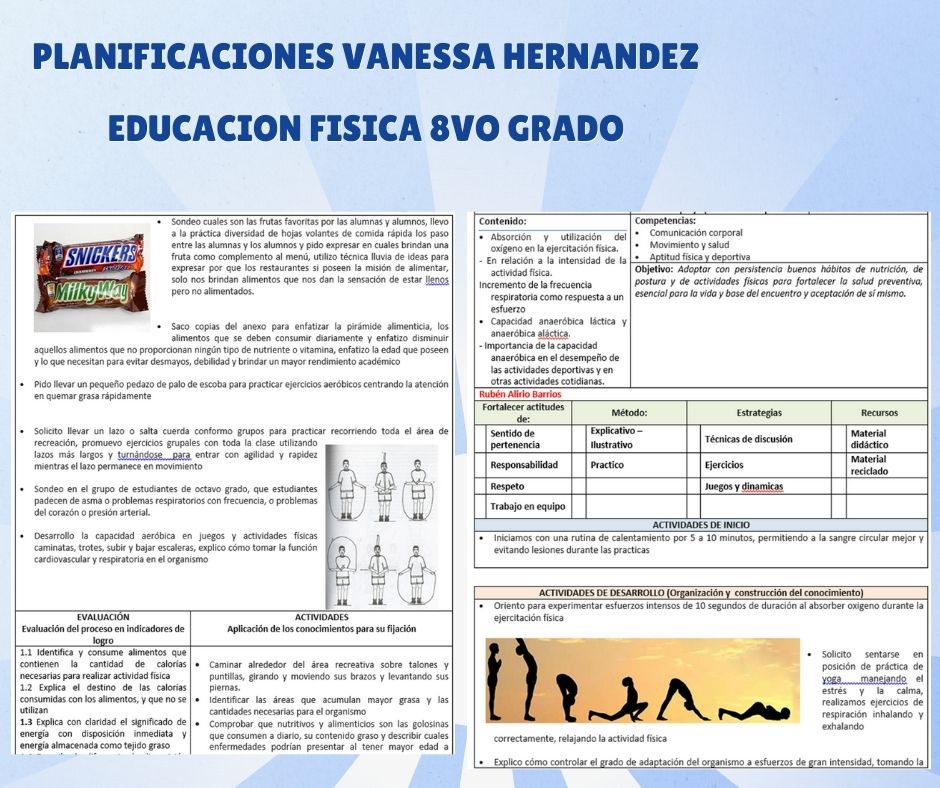 PLANIFICACIONES VANESSA HERNANDEZ
EDUCACION FISICA 8VO GRADO
SNICKERS
MilkyWay
• Sondeo cuales son las frutas favoritas por las alumnas y alumnos, llevo
a la práctica diversidad de hojas volantes de comida rápida los paso
entre las alumnas y los alumnos y pido expresar en cuales brindan una
fruta como complemento al menú, utilizo técnica lluvia de ideas para
expresar por que los restaurantes si poseen la misión de alimentar,
solo nos brindan alimentos que nos dan la sensación de estar llenos
pero no alimentados.
• Saco copias del anexo para enfatizar la pirámide alimenticia, los
alimentos que se deben consumir diariamente y enfatizo disminuir
aquellos alimentos que no proporcionan ningún tipo de nutriente o vitamina, enfatizo la edad que poseen
y lo que necesitan para evitar desmayos, debilidad y brindar un mayor rendimiento académico
• Pido llevar un pequeño pedazo de palo de escoba para practicar ejercicios aeróbicos centrando la atención
en quemar grasa rápidamente
• Solicito llevar un lazo o salta cuerda conformo grupos para practicar recorriendo toda el área de
recreación, promuevo ejercicios grupales con toda la clase utilizando
lazos más largos y turnándose para entrar con agilidad y rapidez
mientras el lazo permanece en movimiento
• Sondeo en el grupo de estudiantes de octavo grado, que estudiantes
padecen de asma o problemas respiratorios con frecuencia, o problemas
del corazón o presión arterial.
• Desarrollo la capacidad aeróbica en juegos y actividades físicas
caminatas, trotes, subir y bajar escaleras, explico cómo tomar la función
cardiovascular y respiratoria en el organismo
EVALUACIÓN
Evaluación del proceso en indicadores de
logro
1.1 Identifica y consume alimentos que
contienen la cantidad de calorías
necesarias para realizar actividad física
1.2 Explica el destino de las calorías
consumidas con los alimentos, y que no se
utilizan
1.3 Explica con claridad el significado de
energía con disposición inmediata y
energía almacenada como tejido graso
ACTIVIDADES
Aplicación de los conocimientos para su fijación
• Caminar alrededor del área recreativa sobre talones y
puntillas, girando y moviendo sus brazos y levantando sus
piernas.
• Identificar las áreas que acumulan mayor grasa y las
cantidades necesarias para el organismo
• Comprobar que nutritivos y alimenticios son las golosinas
que consumen a diario, su contenido graso y describir cuales
enfermedades podrían presentar al tener mayor edad a
Contenido:
• Absorción y utilización del
oxígeno en la ejercitación física.
- En relación a la intensidad de la
actividad física.
Incremento de la frecuencia
respiratoria como respuesta a un
esfuerzo
• Capacidad anaeróbica láctica y
anaeróbica aláctica.
- Importancia de la capacidad
anaeróbica en el desempeño de
las actividades deportivas y en
otras actividades cotidianas.
Competencias:
• Comunicación corporal
• Movimiento y salud
• Aptitud física y deportiva
Objetivo: Adoptar con persistencia buenos hábitos de nutrición, de
postura y de actividades físicas para fortalecer la salud preventiva,
esencial para la vida y base del encuentro y aceptación de sí mismo.
Rubén Alirio Barrios
Fortalecer actitudes
de:
Método:
Estrategias
Recursos
Sentido de
pertenencia
Explicativo –
Ilustrativo
Técnicas de discusión
Material
didáctico
Responsabilidad
Practico
Ejercicios
Material
reciclado
Respeto
Juegos y dinamicas
Trabajo en equipo
ACTIVIDADES DE INICIO
• Iniciamos con una rutina de calentamiento por 5 a 10 minutos, permitiendo a la sangre circular mejor y
evitando lesiones durante las practicas
ACTIVIDADES DE DESARROLLO (Organización y construcción del conocimiento)
• Oriento para experimentar esfuerzos intensos de 10 segundos de duración al absorber oxigeno durante la
ejercitación física
• Solicito sentarse en
posición de práctica de
yoga manejando el
estrés y la calma,
realizamos ejercicios de
respiración inhalando y
exhalando
correctamente, relajando la actividad física
• Explico cómo controlar el grado de adaptación del organismo a esfuerzos de gran intensidad, tomando la